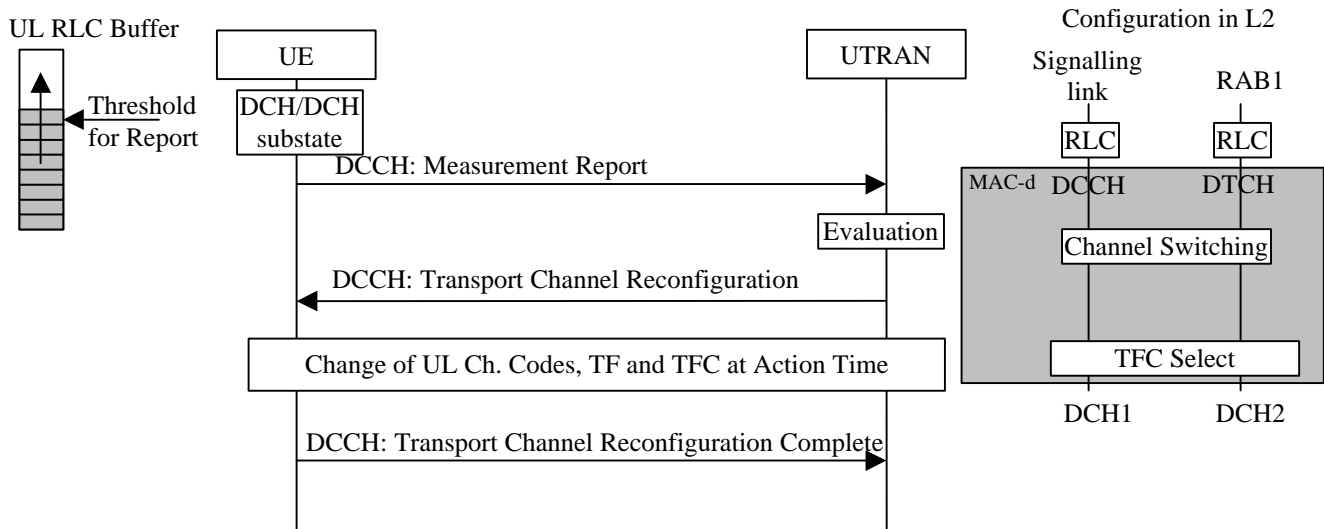 UL RLC Buffer
Threshold
for Report
UE
UTRAN
DCH/DCH
substate
DCCH: Measurement Report
Evaluation
DCCH: Transport Channel Reconfiguration
Change of UL Ch. Codes, TF and TFC at Action Time
DCCH: Transport Channel Reconfiguration Complete
Configuration in L2
Signalling
link
RAB1
RLC
RLC
MAC-d
DCCH
DTCH
Channel Switching
TFC Select
DCH1
DCH2